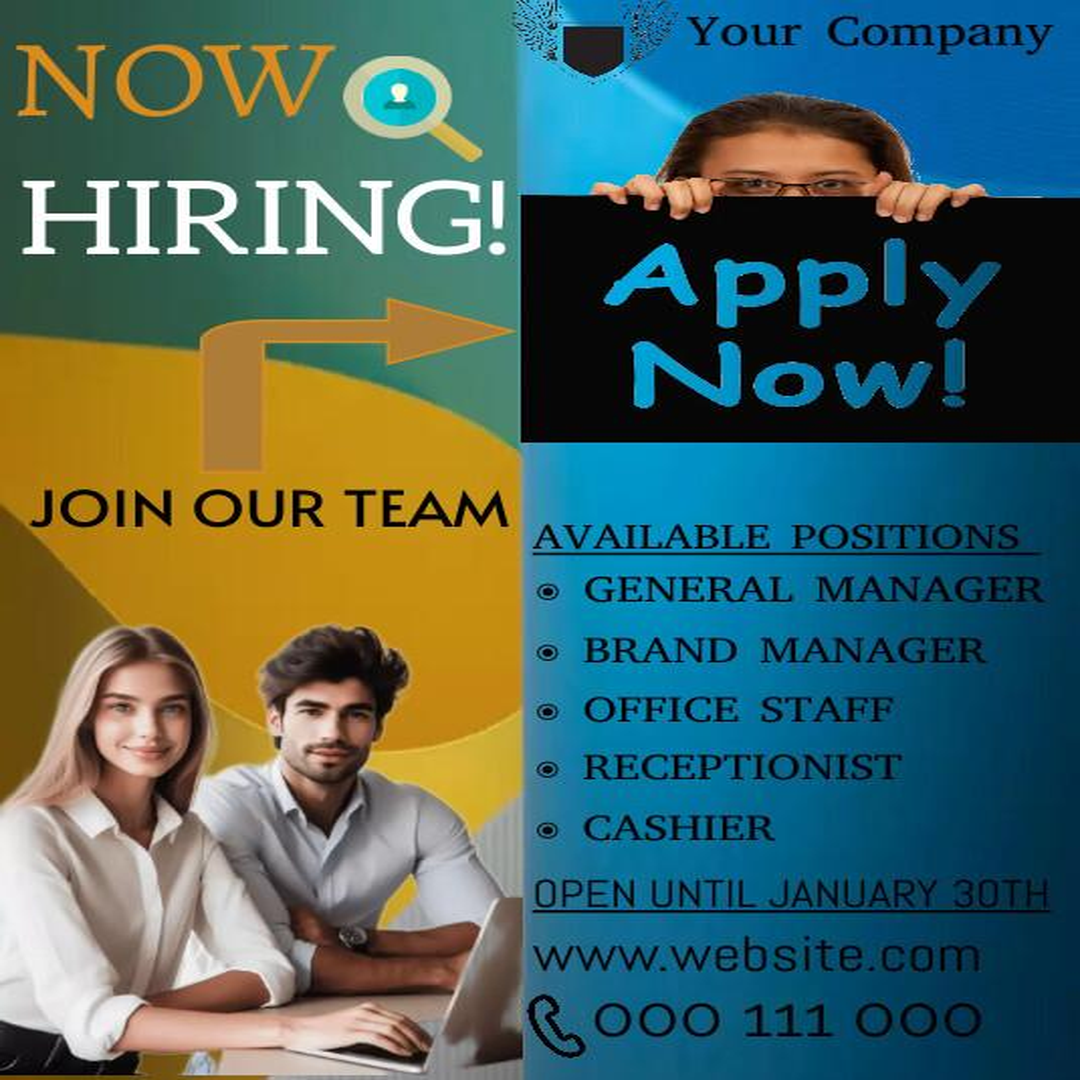 NOW
HIRING!
JOIN OUR TEAM
Your Company
Apply
Now!
AVAILABLE POSITIONS
GENERAL MANAGER
BRAND MANAGER
OFFICE STAFF
RECEPTIONIST
CASHIER
OPEN UNTIL JANUARY 30TH
www.website.com
000 111 000